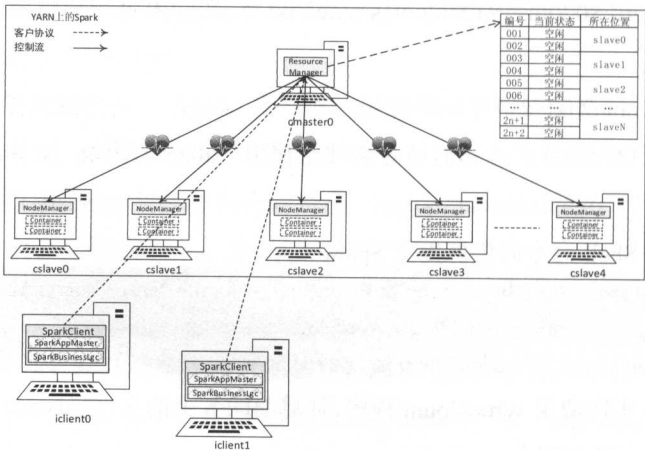 YARN上的Spark
客户协议
控制流
Resource
Manager
cmaster0
编号 当前状态 所在位置
001 空闲 slave0
002 空闲
003 空闲 slave1
004 空闲
005 空闲 slave2
006 空闲
… … …
2n+1 空闲 slaveN
2n+2 空闲
NodeManager
Container
Container
cslave0
NodeManager
Container
Container
cslave1
NodeManager
Container
Container
cslave2
NodeManager
Container
Container
cslave3
NodeManager
Container
Container
cslave4
SparkClient
SparkAppMaster
SparkBusinessLgc
iclient0
SparkClient
SparkAppMaster
SparkBusinessLgc
iclient1